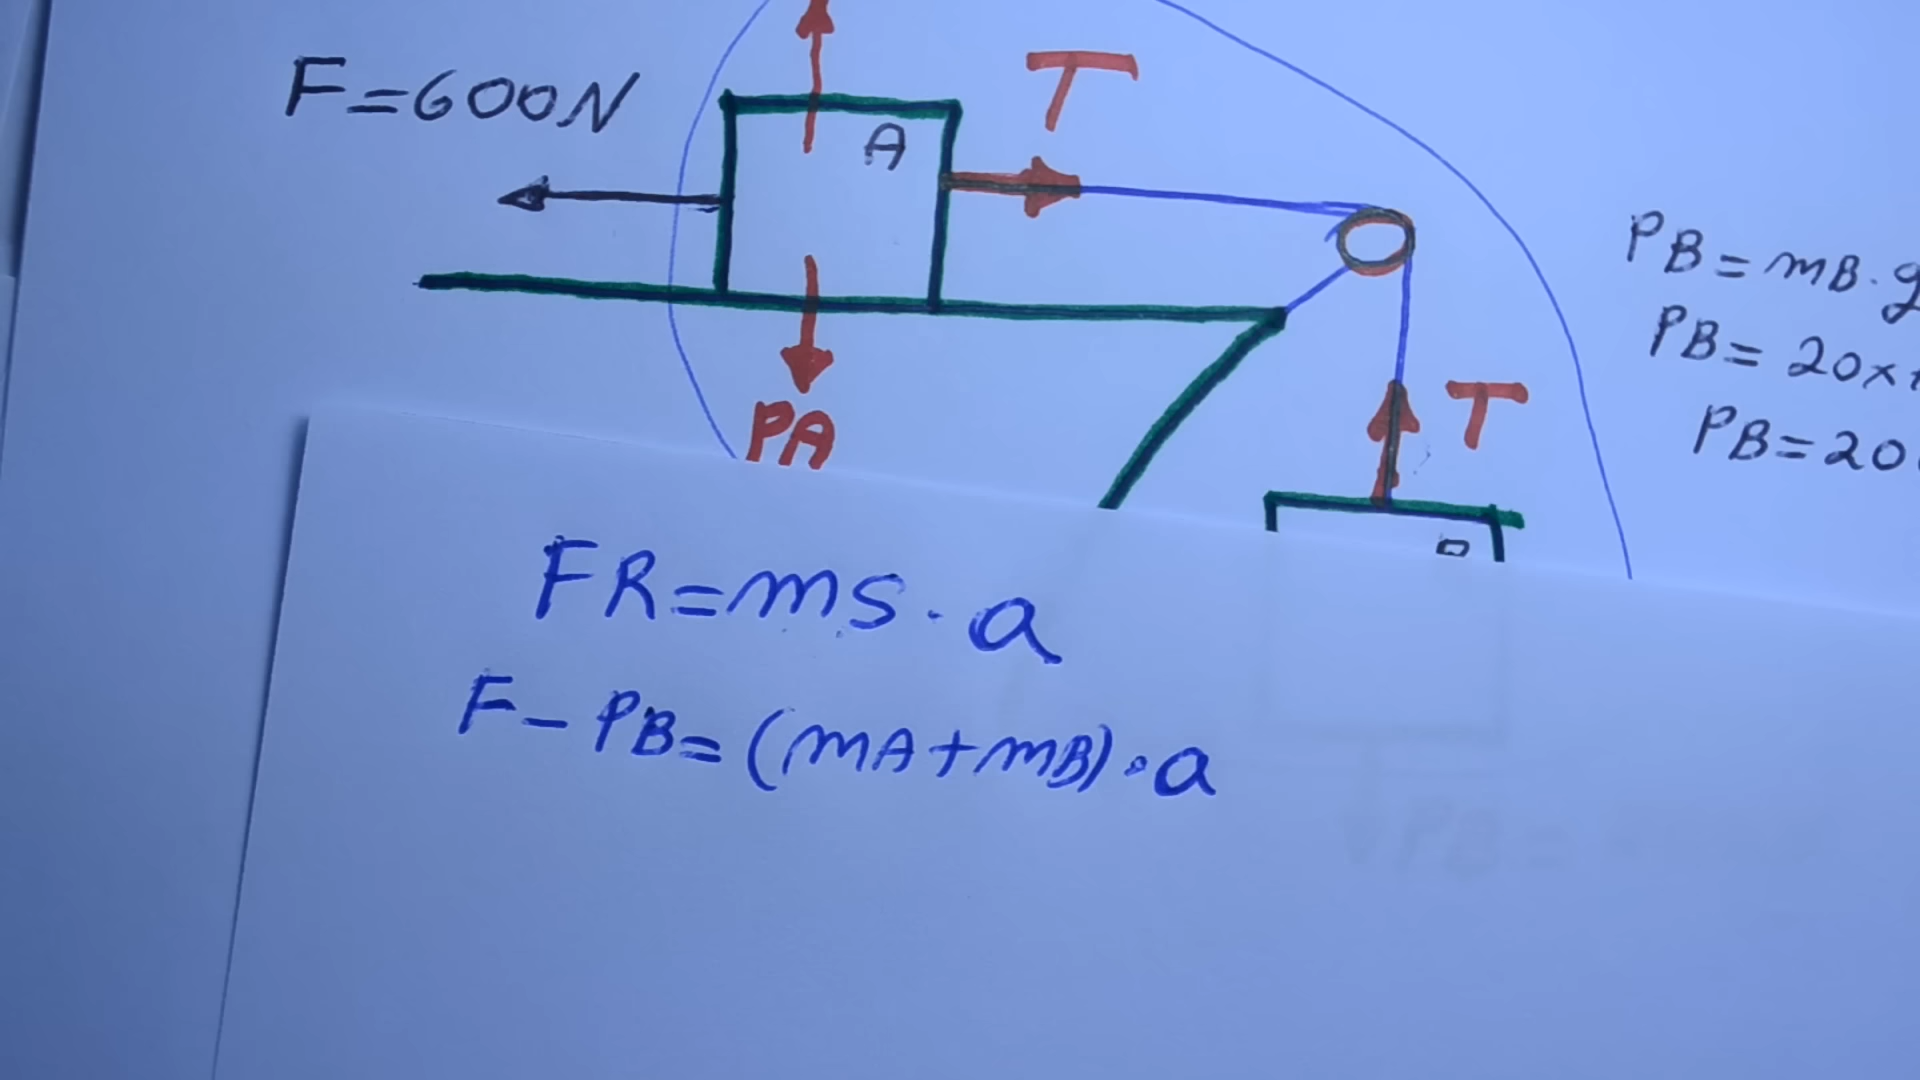 F=600N
A
T
PB=mB.g
PB=20x
PB=20
T
PA
FR=ms.a
F-PB=(mA+mB).a